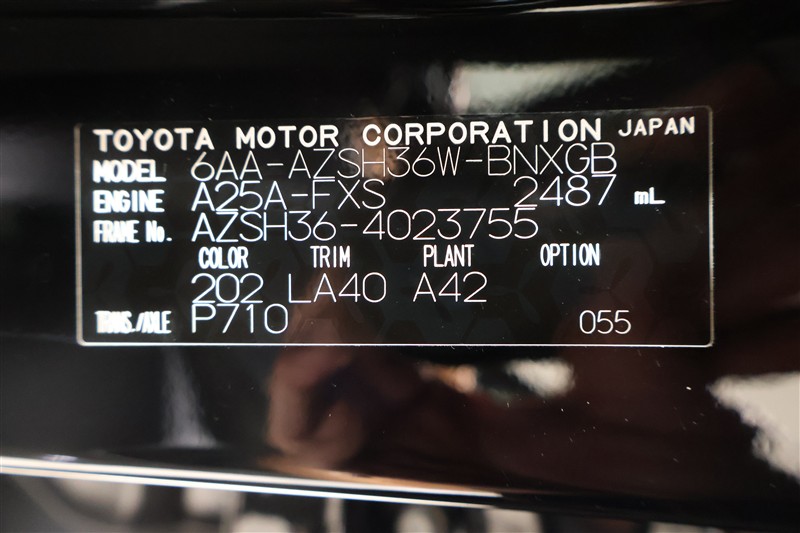 TOYOTA MOTOR CORPORATION JAPAN
MODEL 6AA-AZSH36W-BNXGB
ENGINE A25A-FXS 2487 mL
FRAME No. AZSH36-4023755
COLOR TRIM PLANT OPTION
202 LA40 A42
TRANS./AXLE P710 055